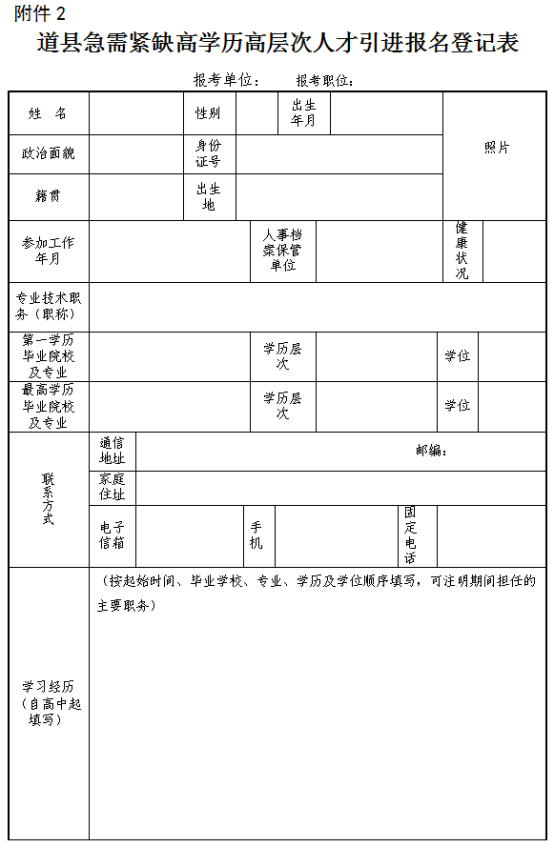 附件 2
道县急需紧缺高学历高层次人才引进报名登记表
报考单位： 报考职位：
姓 名
性别
出生
年月
照片
政治面貌
身份
证号
籍贯
出生
地
参加工作
年月
人事档
案保管
单位
健
康
状
况
专业技术职
务（职称）
第一学历
毕业院校
及专业
学历层
次
学位
最高学历
毕业院校
及专业
学历层
次
学位
联
系
方
式
通信
地址
邮编：
家庭
住址
电子
信箱
手
机
固
定
电
话
学习经历
（自高中起
填写）
（按起始时间、毕业学校、专业、学历及学位顺序填写，可注明期间担任的
主要职务）